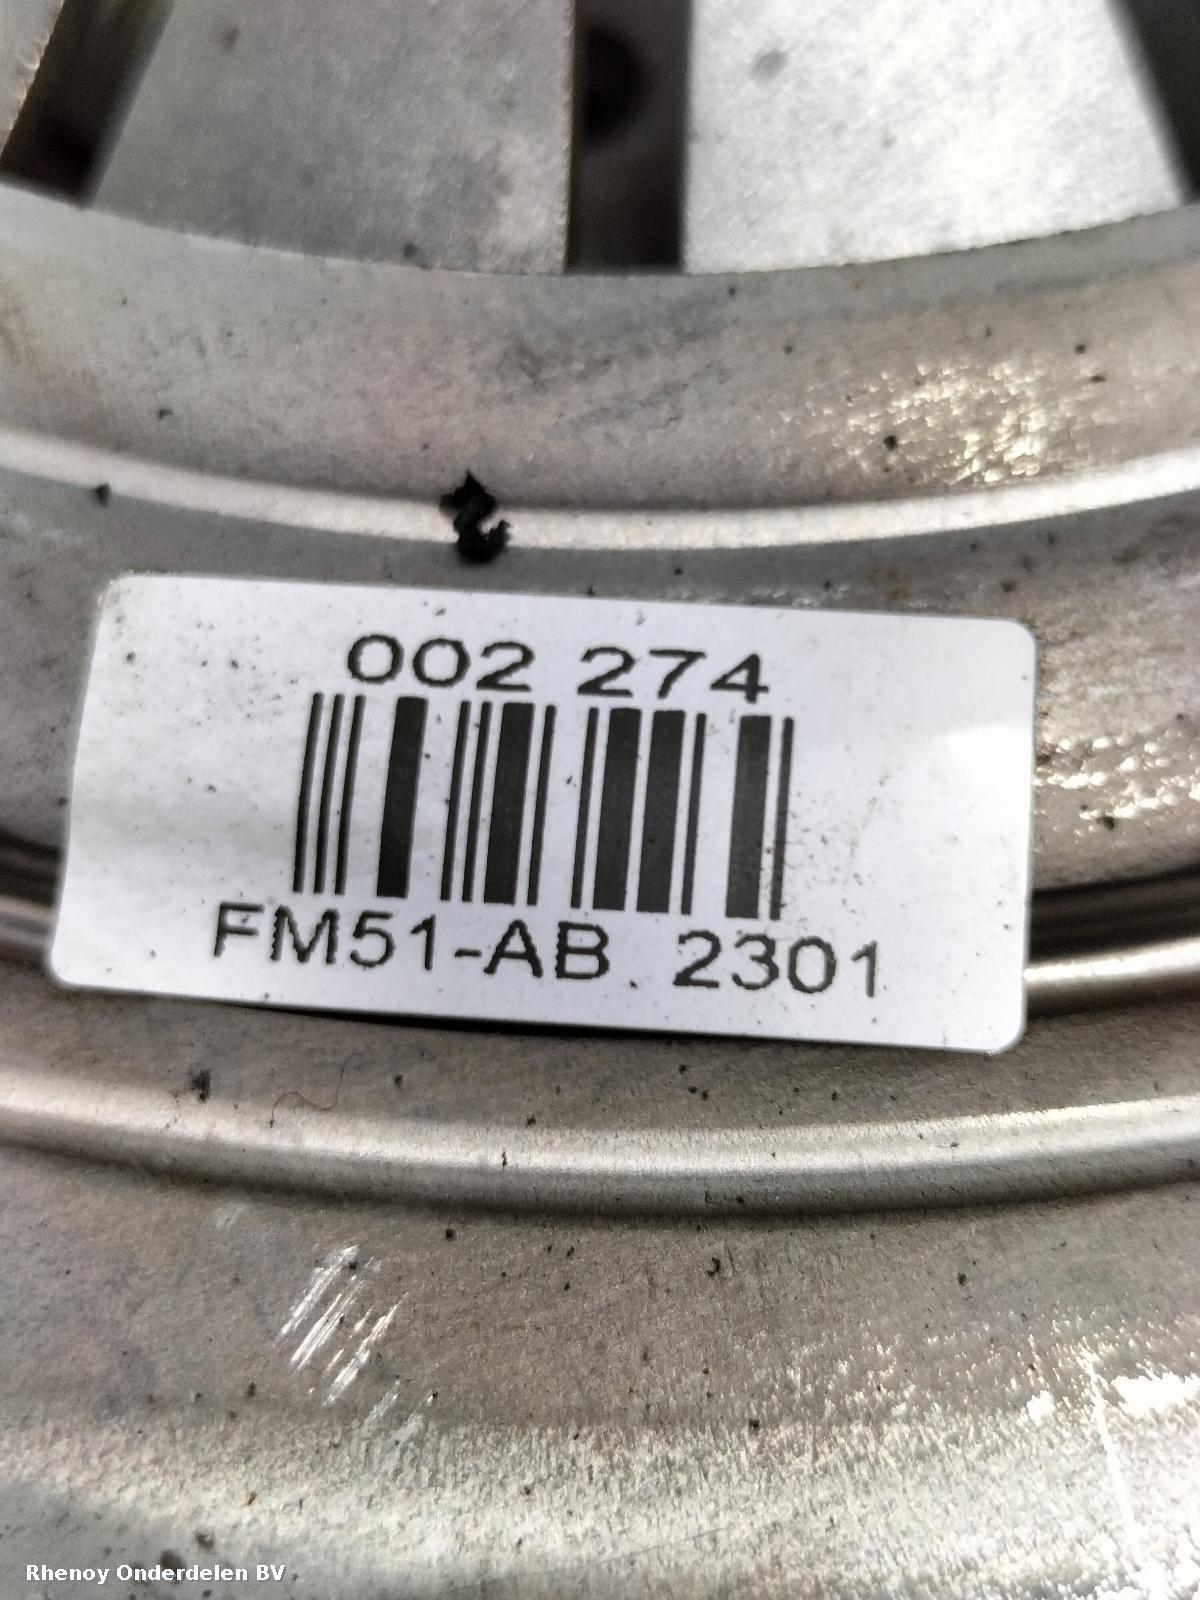 002 274
FM51-AB 2301
Rhenoy Onderdelen BV